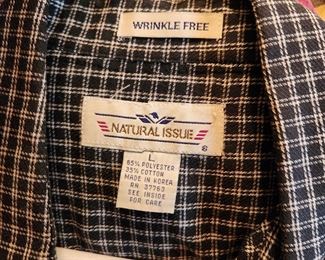 WRINKLE FREE
NATURAL ISSUE
L
65% POLYESTER
35% COTTON
MADE IN KOREA
RN 37763
SEE INSIDE
FOR CARE